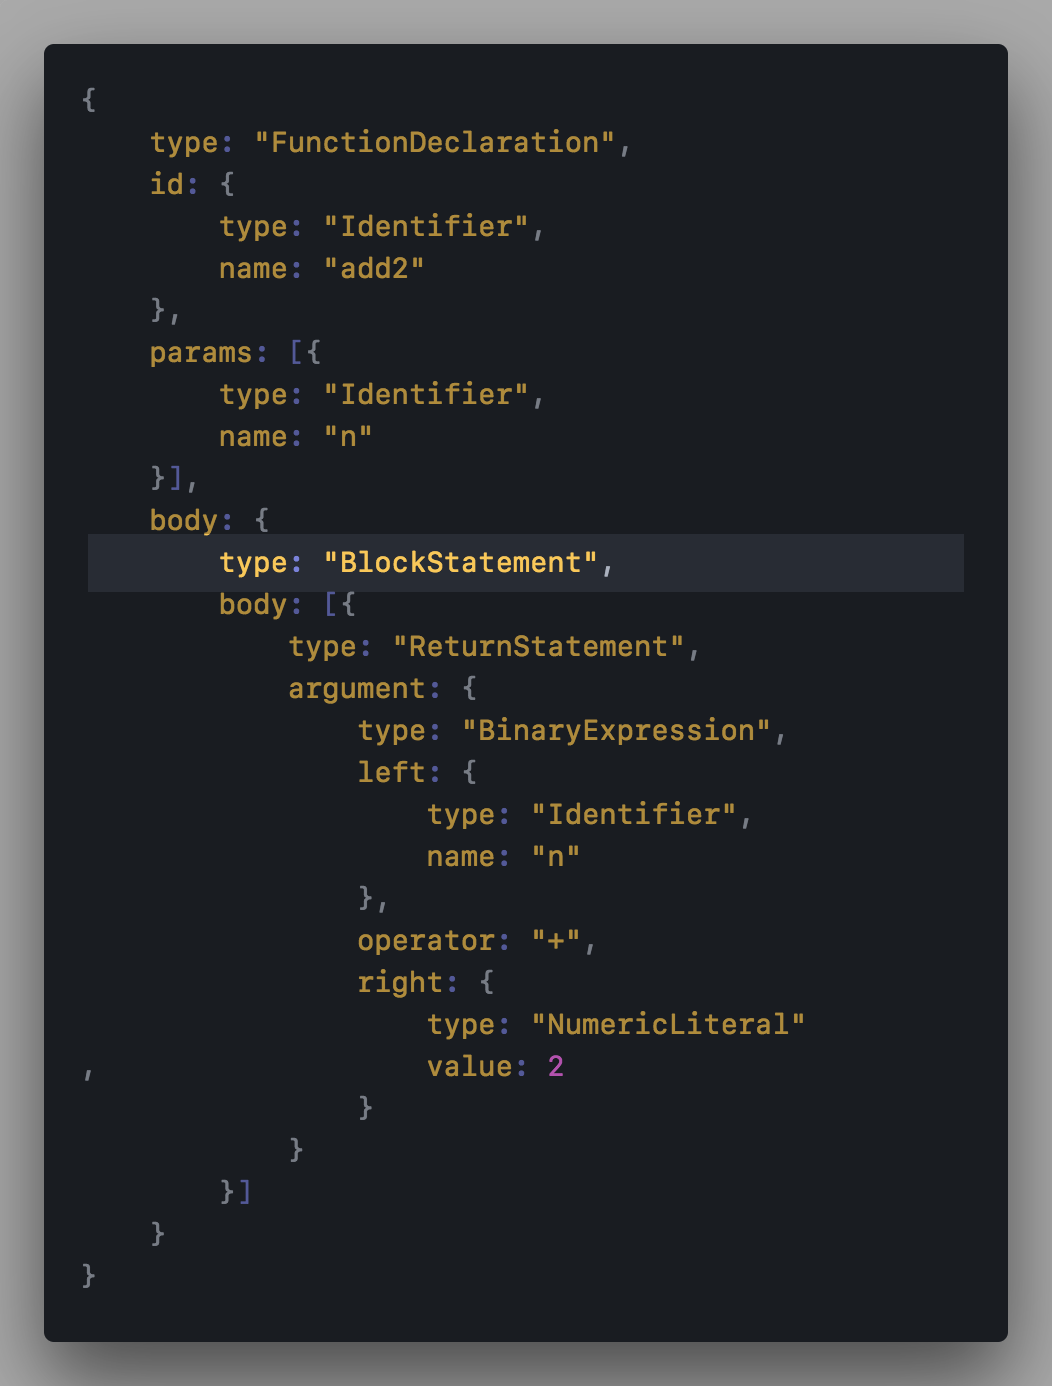 {
    type: "FunctionDeclaration",
    id: {
        type: "Identifier",
        name: "add2"
    },
    params: [{
        type: "Identifier",
        name: "n"
    }],
    body: {
        type: "BlockStatement",
        body: [{
            type: "ReturnStatement",
            argument: {
                type: "BinaryExpression",
                left: {
                    type: "Identifier",
                    name: "n"
                },
                operator: "+",
                right: {
                    type: "NumericLiteral"
,                    value: 2
                }
            }
        }]
    }
}